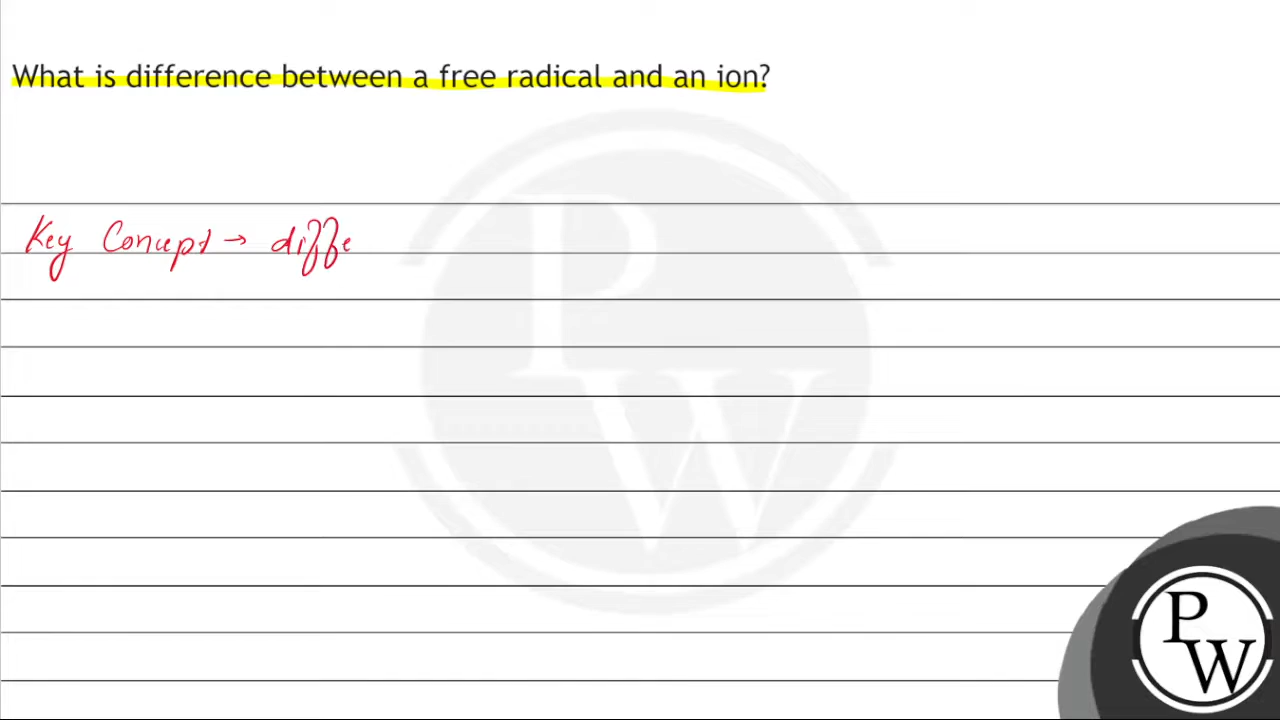 What is difference between a free radical and an ion?
Key Concept → diffe
P
W
P
W